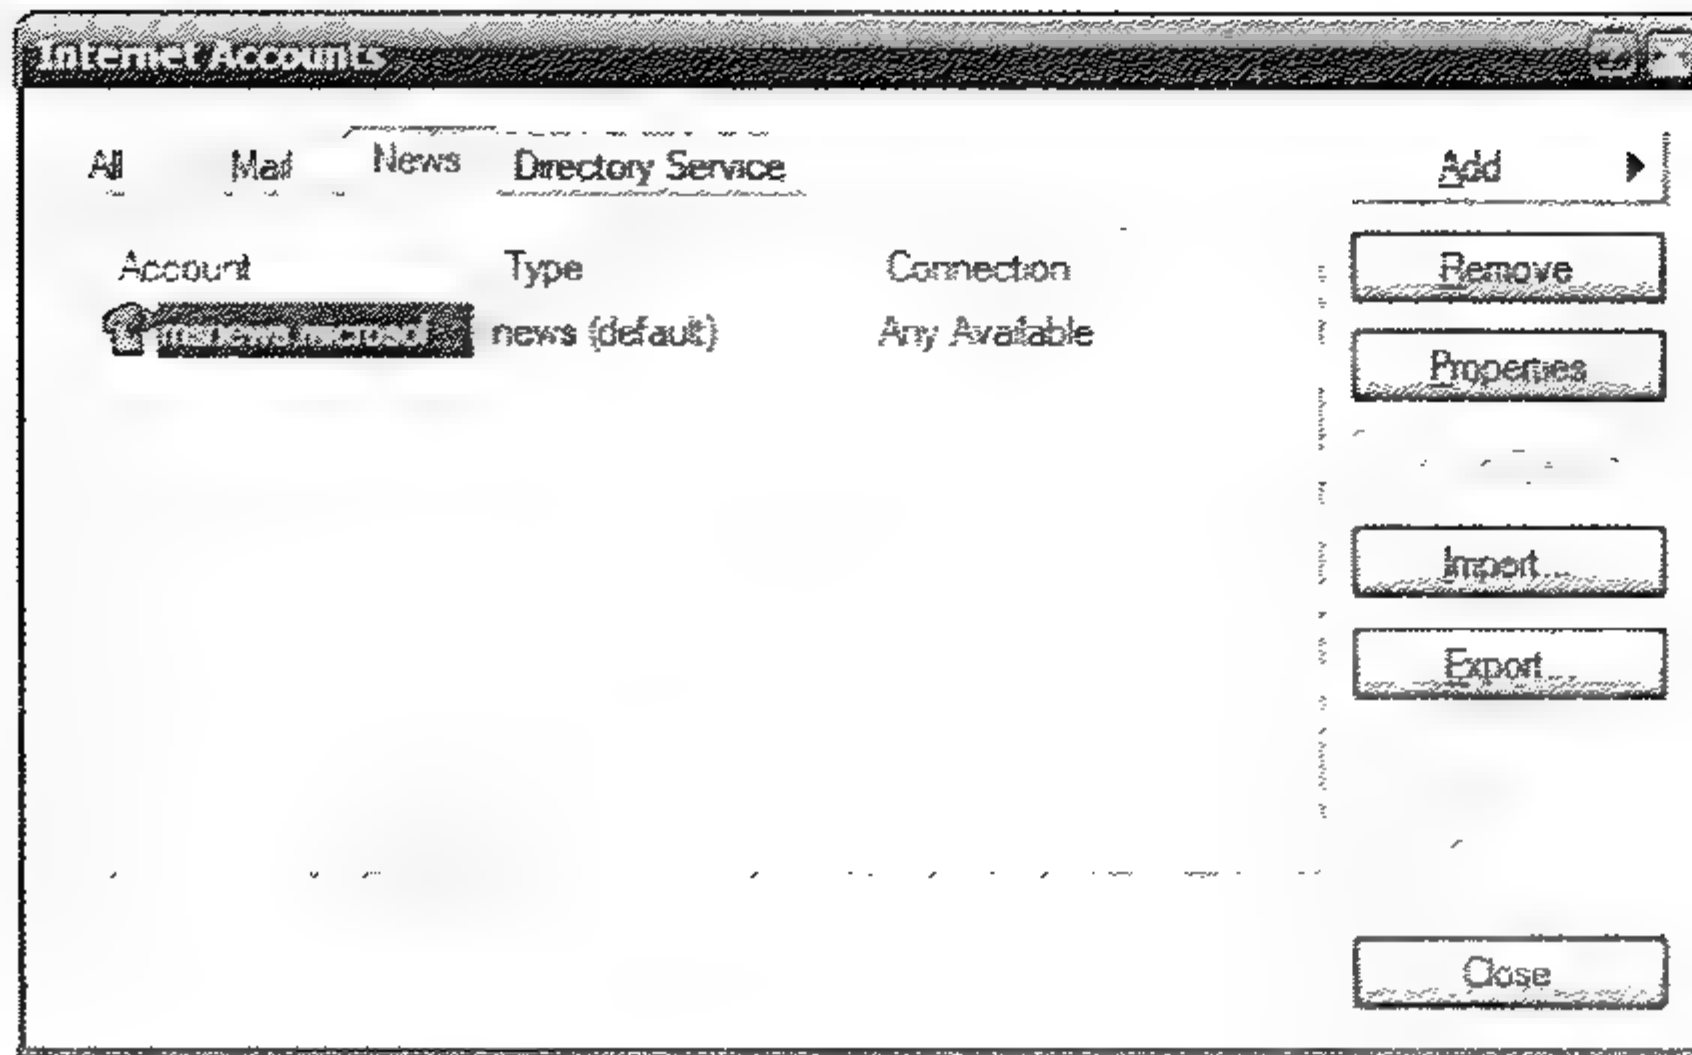 Internet Accounts
All Mail News Directory Service
Add
Account Type Connection
Remove
news (default) Any Available
Properties
Import...
Export...
Close